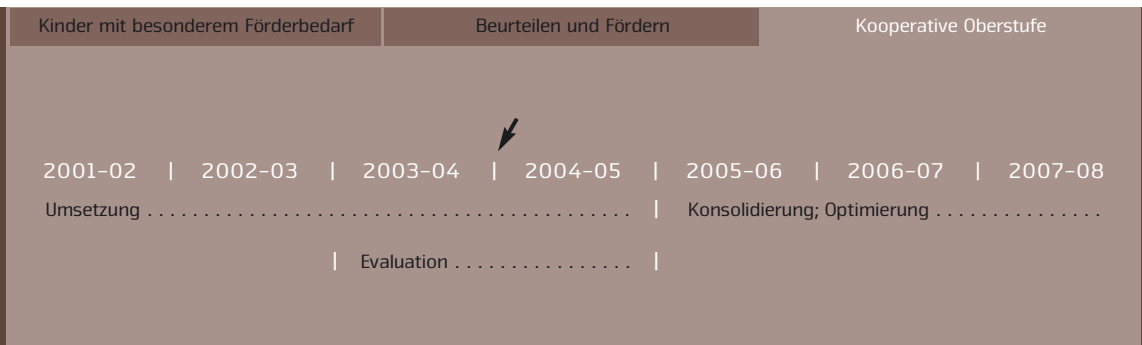 Kinder mit besonderem Förderbedarf Beurteilen und Fördern Kooperative Oberstufe
2001–02 | 2002–03 | 2003–04 | 2004–05 | 2005–06 | 2006–07 | 2007–08
Umsetzung . . . . . . . . . . . . . . . . . . . . . . . . . . . . . . . . . . . . . . . . . . . | Konsolidierung; Optimierung . . . . . . . . . . . . . . .
| Evaluation . . . . . . . . . . . . . . . . |